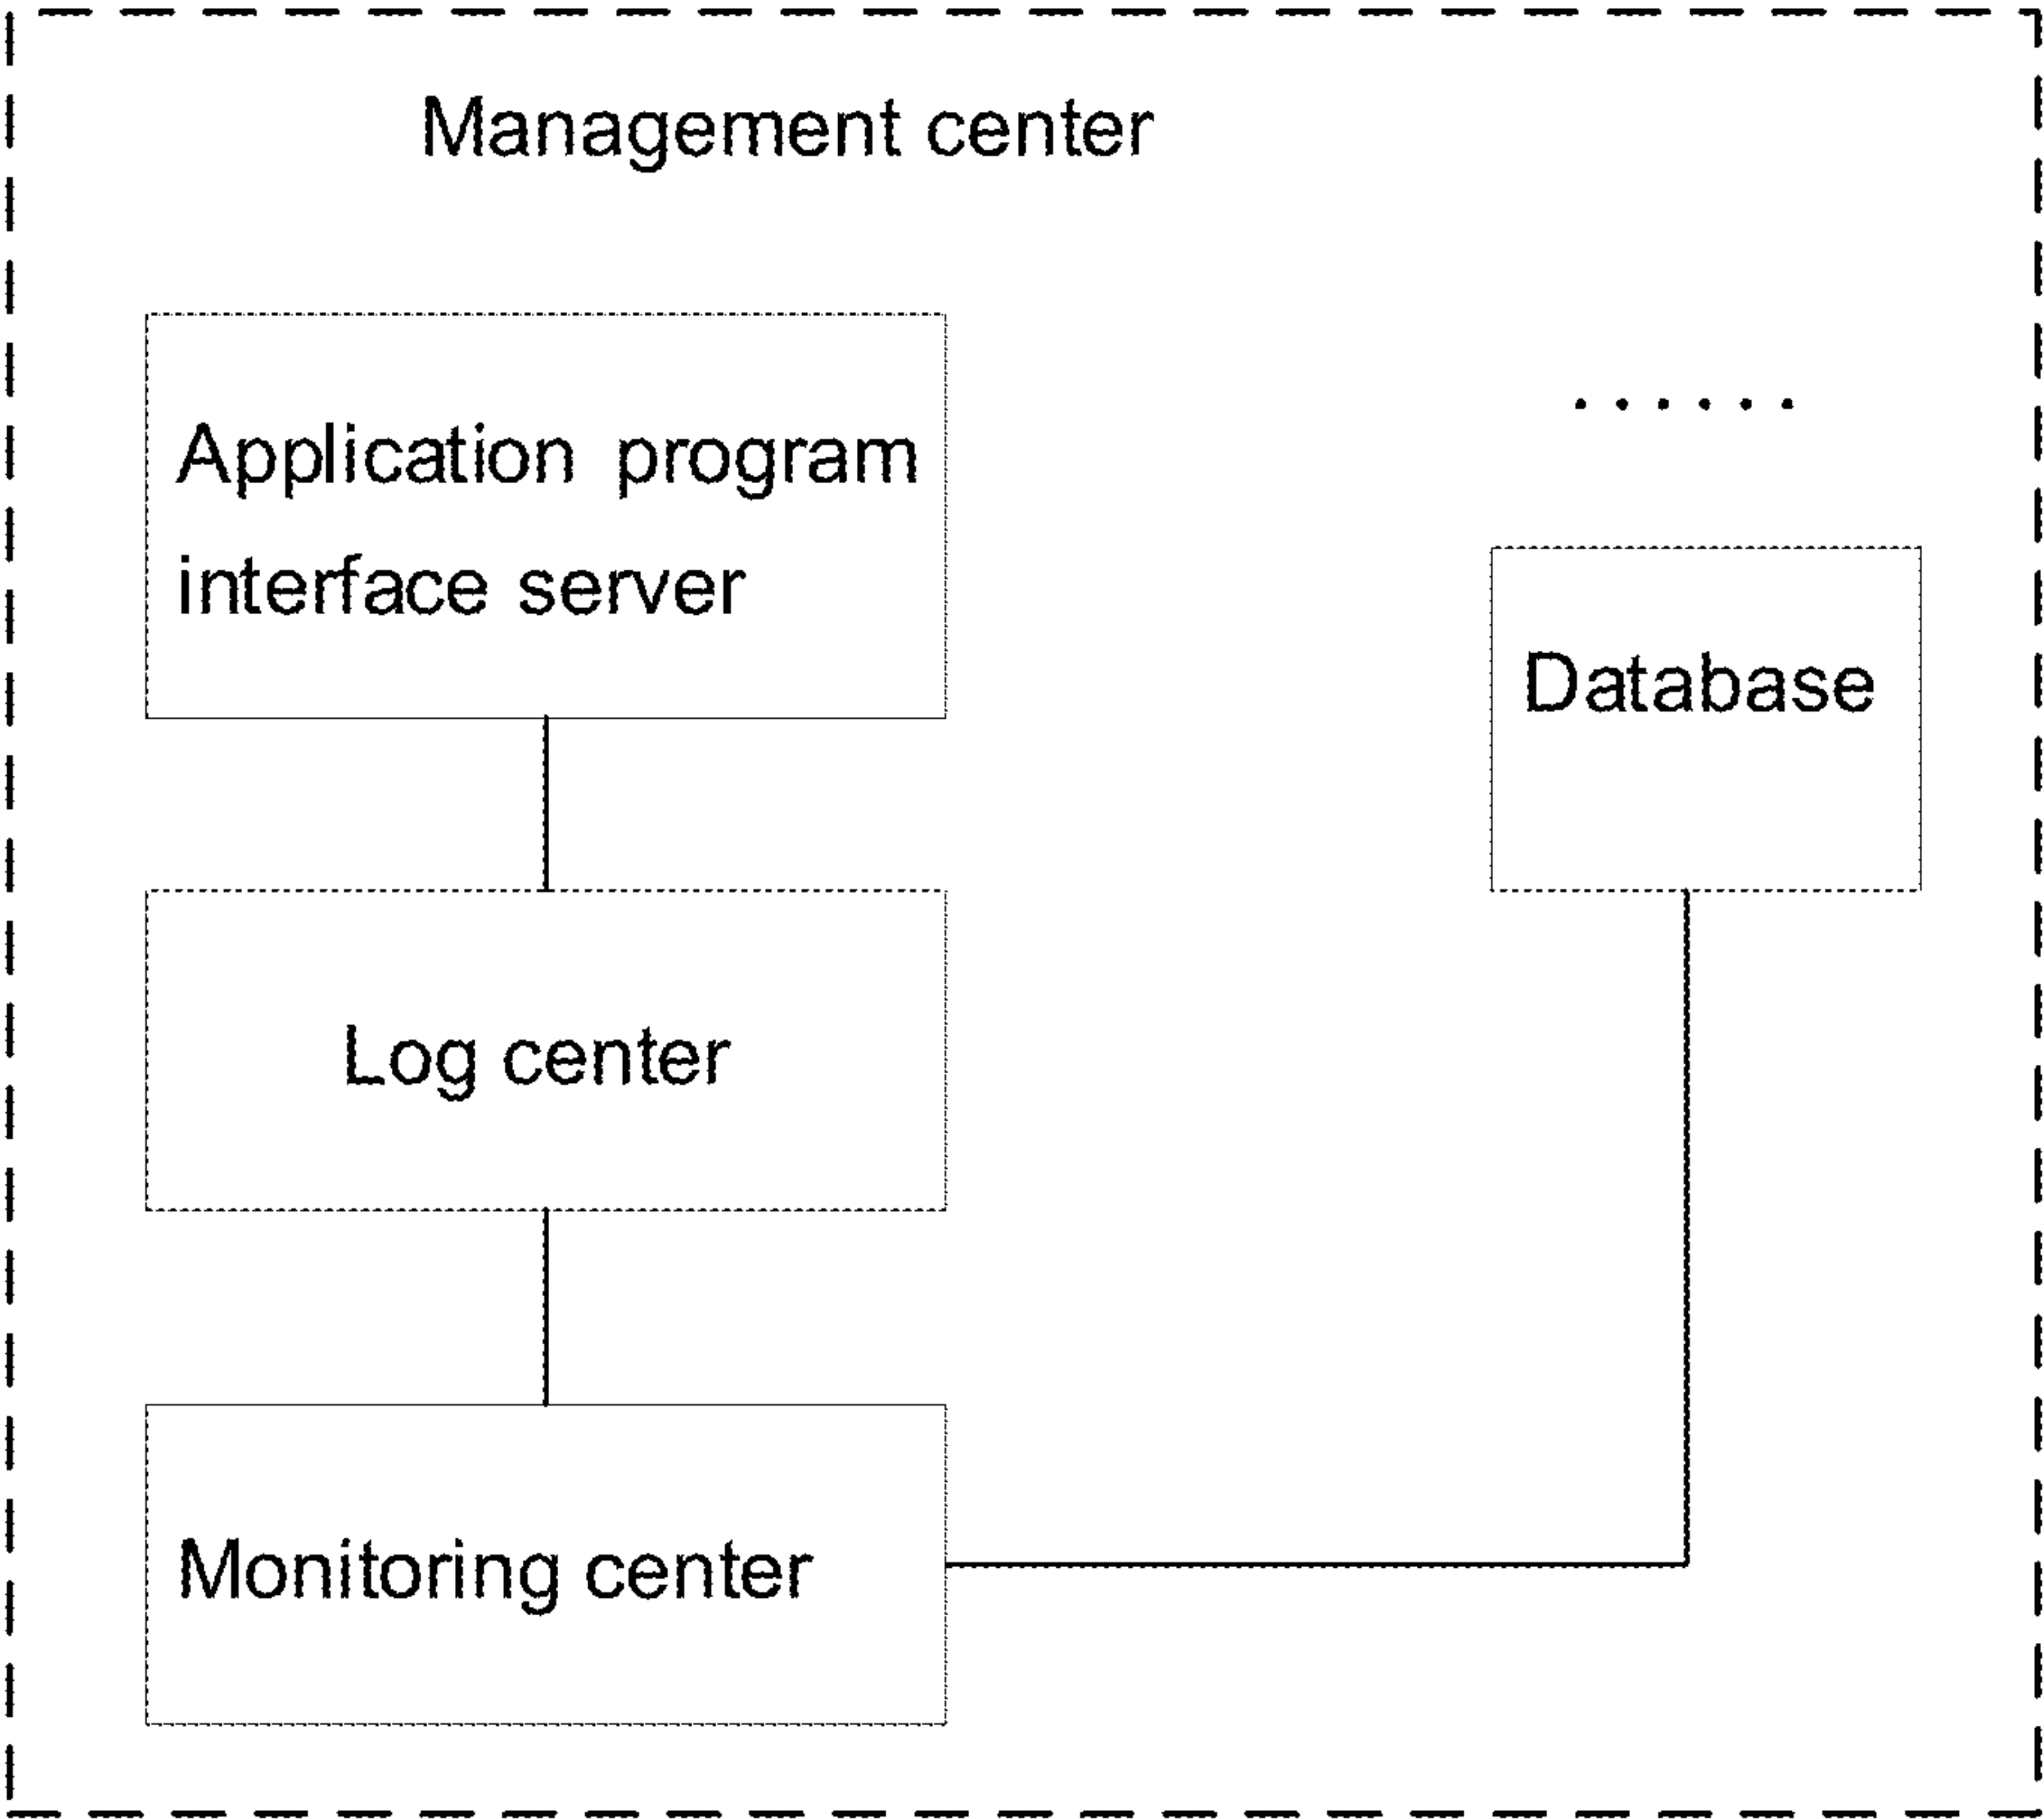 Management center
Application program
interface server
......
Database
Log center
Monitoring center